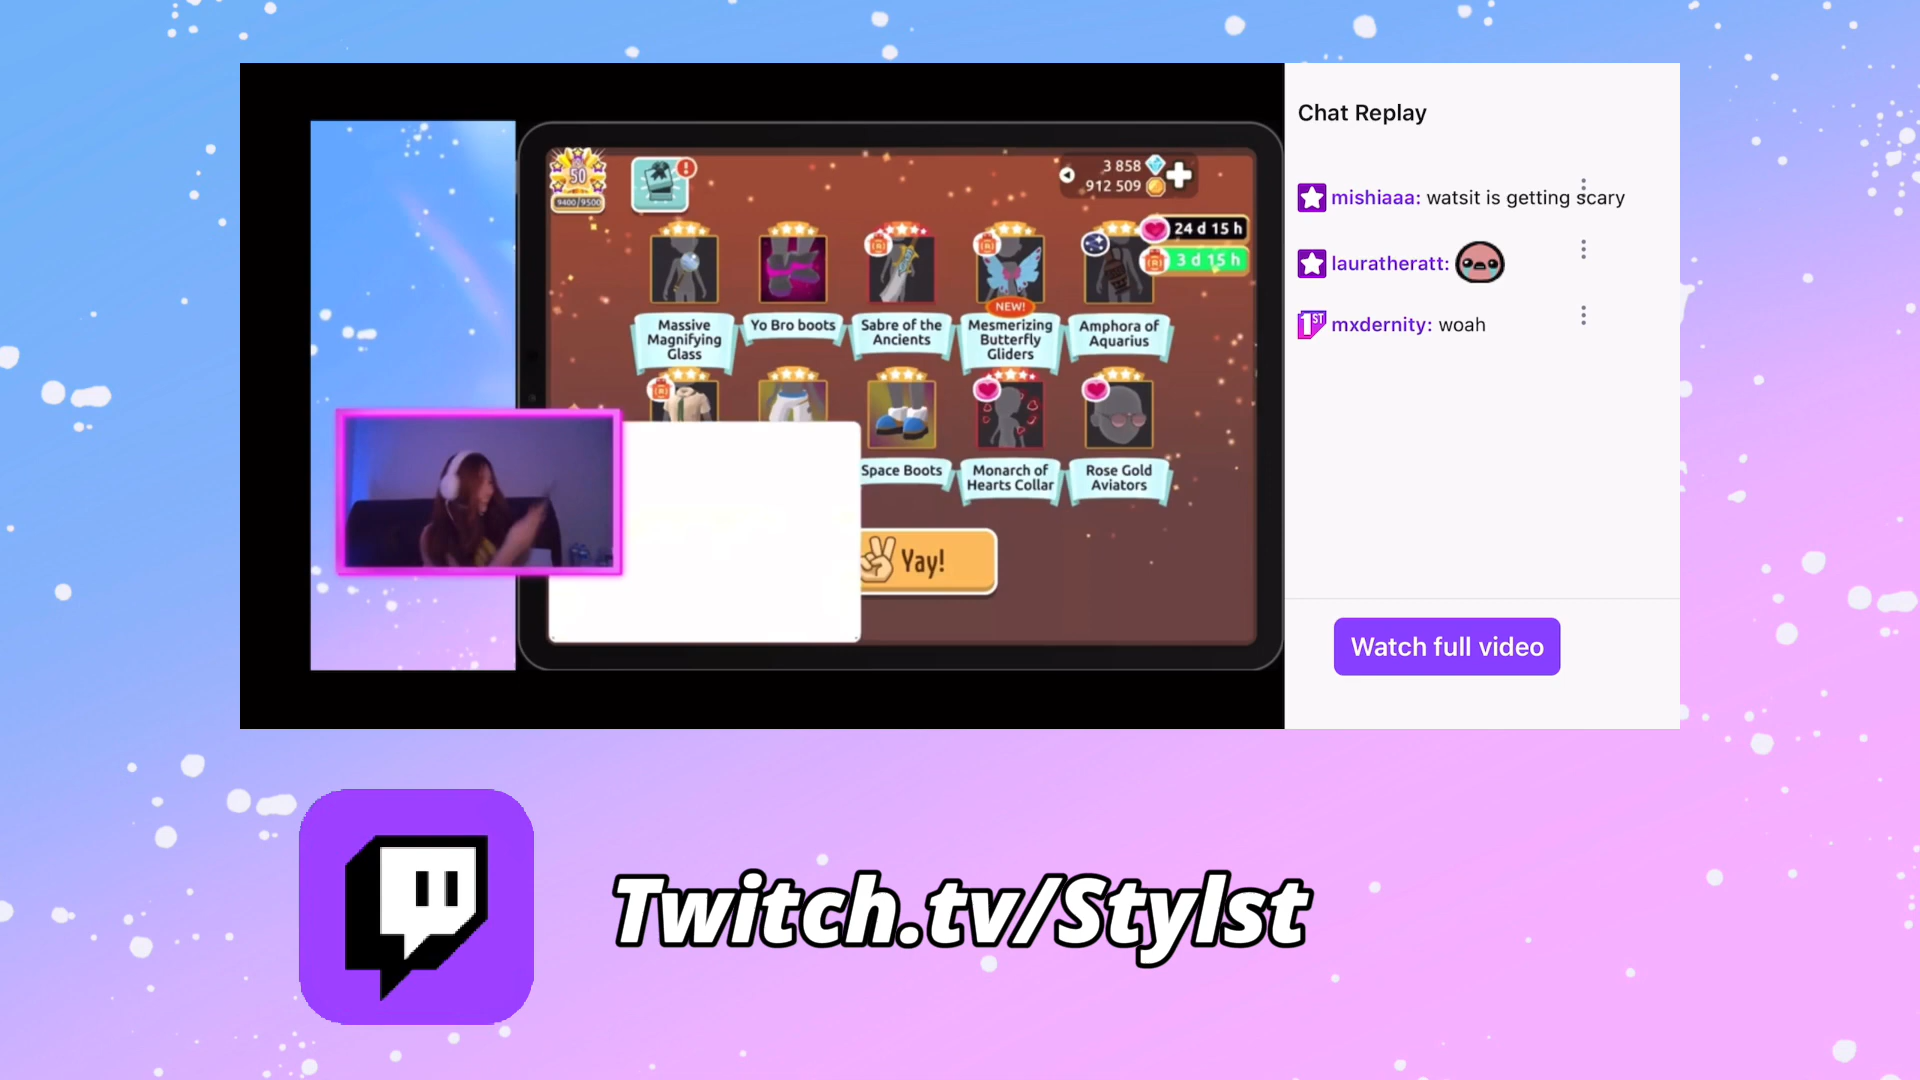 Chat Replay
50
9400/9500
!
3 858
912 509
24 d 15 h
3 d 15 h
mishiaaa: watsit is getting scary
lauratheratt:
1ST mxdernity: woah
NEW!
Massive
Magnifying
Glass
Yo Bro boots
Sabre of the
Ancients
Mesmerizing
Butterfly
Gliders
Amphora of
Aquarius
Space Boots
Monarch of
Hearts Collar
Rose Gold
Aviators
Yay!
Watch full video
Twitch.tv/Stylst